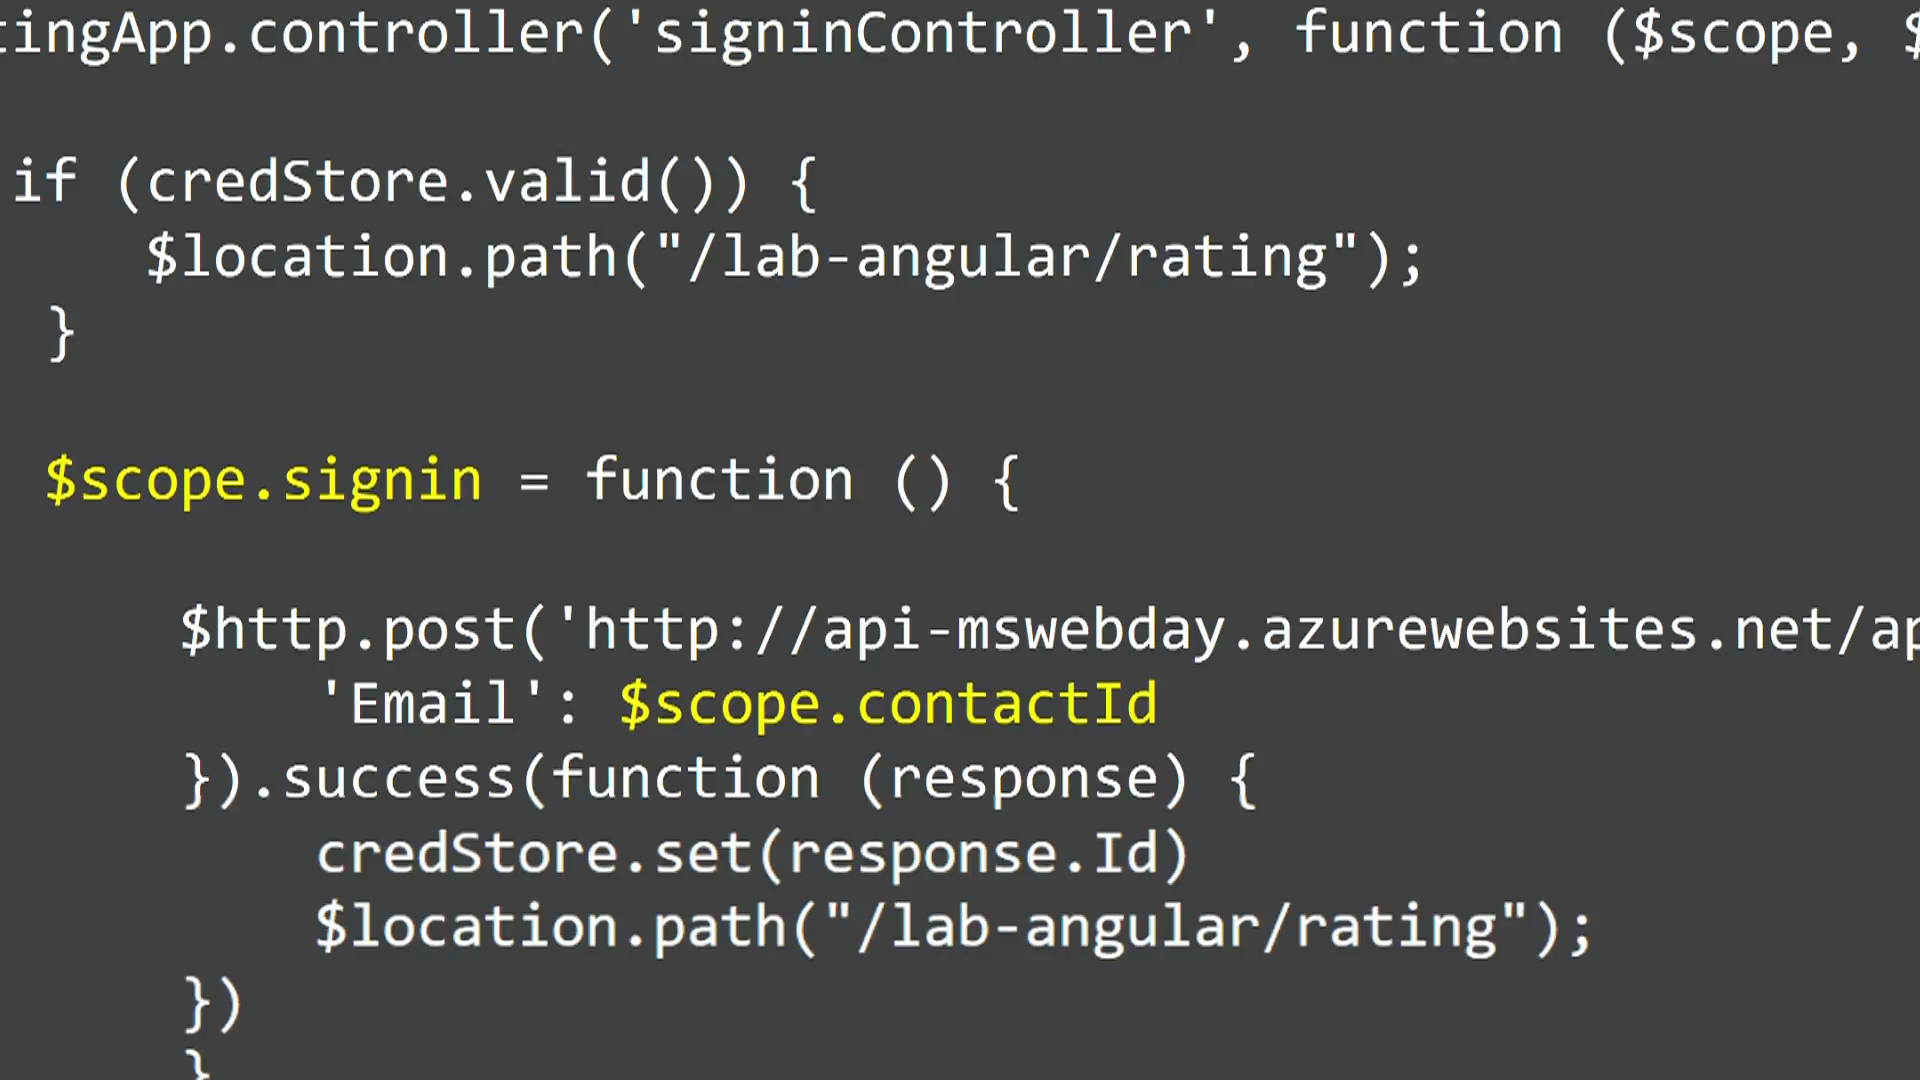 tingApp.controller('signinController', function ($scope, $
if (credStore.valid()) {
$location.path("/lab-angular/rating");
}
$scope.signin = function () {
$http.post('http://api-mswebday.azurewebsites.net/ap
'Email': $scope.contactId
}).success(function (response) {
credStore.set(response.Id)
$location.path("/lab-angular/rating");
})
}